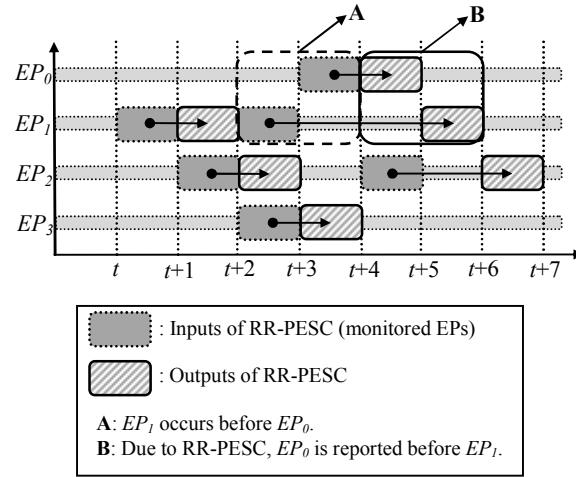 A
B
EP0
EP1
EP2
EP3
t
t+1
t+2
t+3
t+4
t+5
t+6
t+7
: Inputs of RR-PESC (monitored EPs)
: Outputs of RR-PESC
A: EP1 occurs before EP0.
B: Due to RR-PESC, EP0 is reported before EP1.